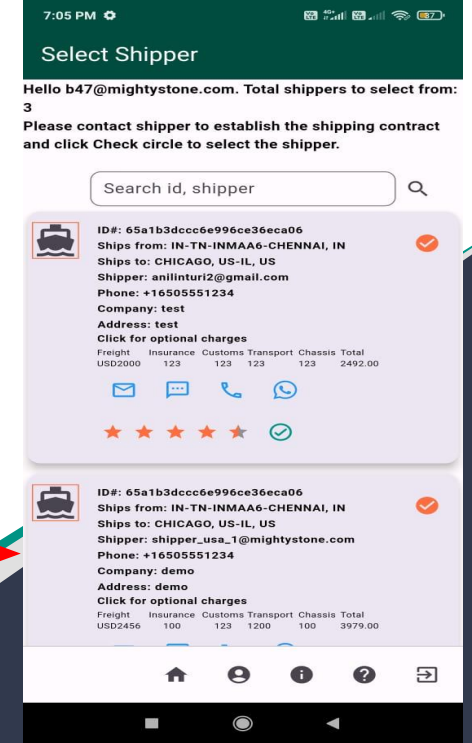 7:05 PM
4G+
87
Select Shipper
Hello b47@mightystone.com. Total shippers to select from:
3
Please contact shipper to establish the shipping contract
and click Check circle to select the shipper.
Search id, shipper
ID#: 65a1b3dccc6e996ce36eca06
Ships from: IN-TN-INMAA6-CHENNAI, IN
Ships to: CHICAGO, US-IL, US
Shipper: anilinturi2@gmail.com
Phone: +16505551234
Company: test
Address: test
Click for optional charges
Freight Insurance Customs Transport Chassis Total
USD2000 123 123 123 123 2492.00
ID#: 65a1b3dccc6e996ce36eca06
Ships from: IN-TN-INMAA6-CHENNAI, IN
Ships to: CHICAGO, US-IL, US
Shipper: shipper_usa_1@mightystone.com
Phone: +16505551234
Company: demo
Address: demo
Click for optional charges
Freight Insurance Customs Transport Chassis Total
USD2456 100 123 1200 100 3979.00